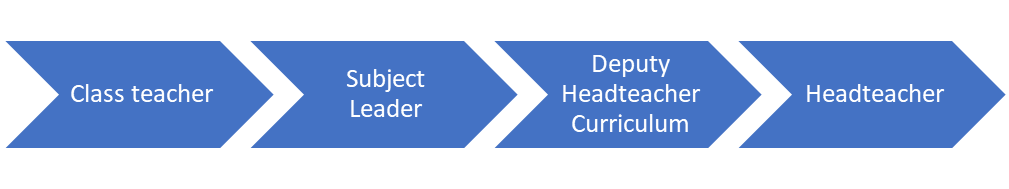 Class teacher
Subject
Leader
Deputy
Headteacher
Curriculum
Headteacher